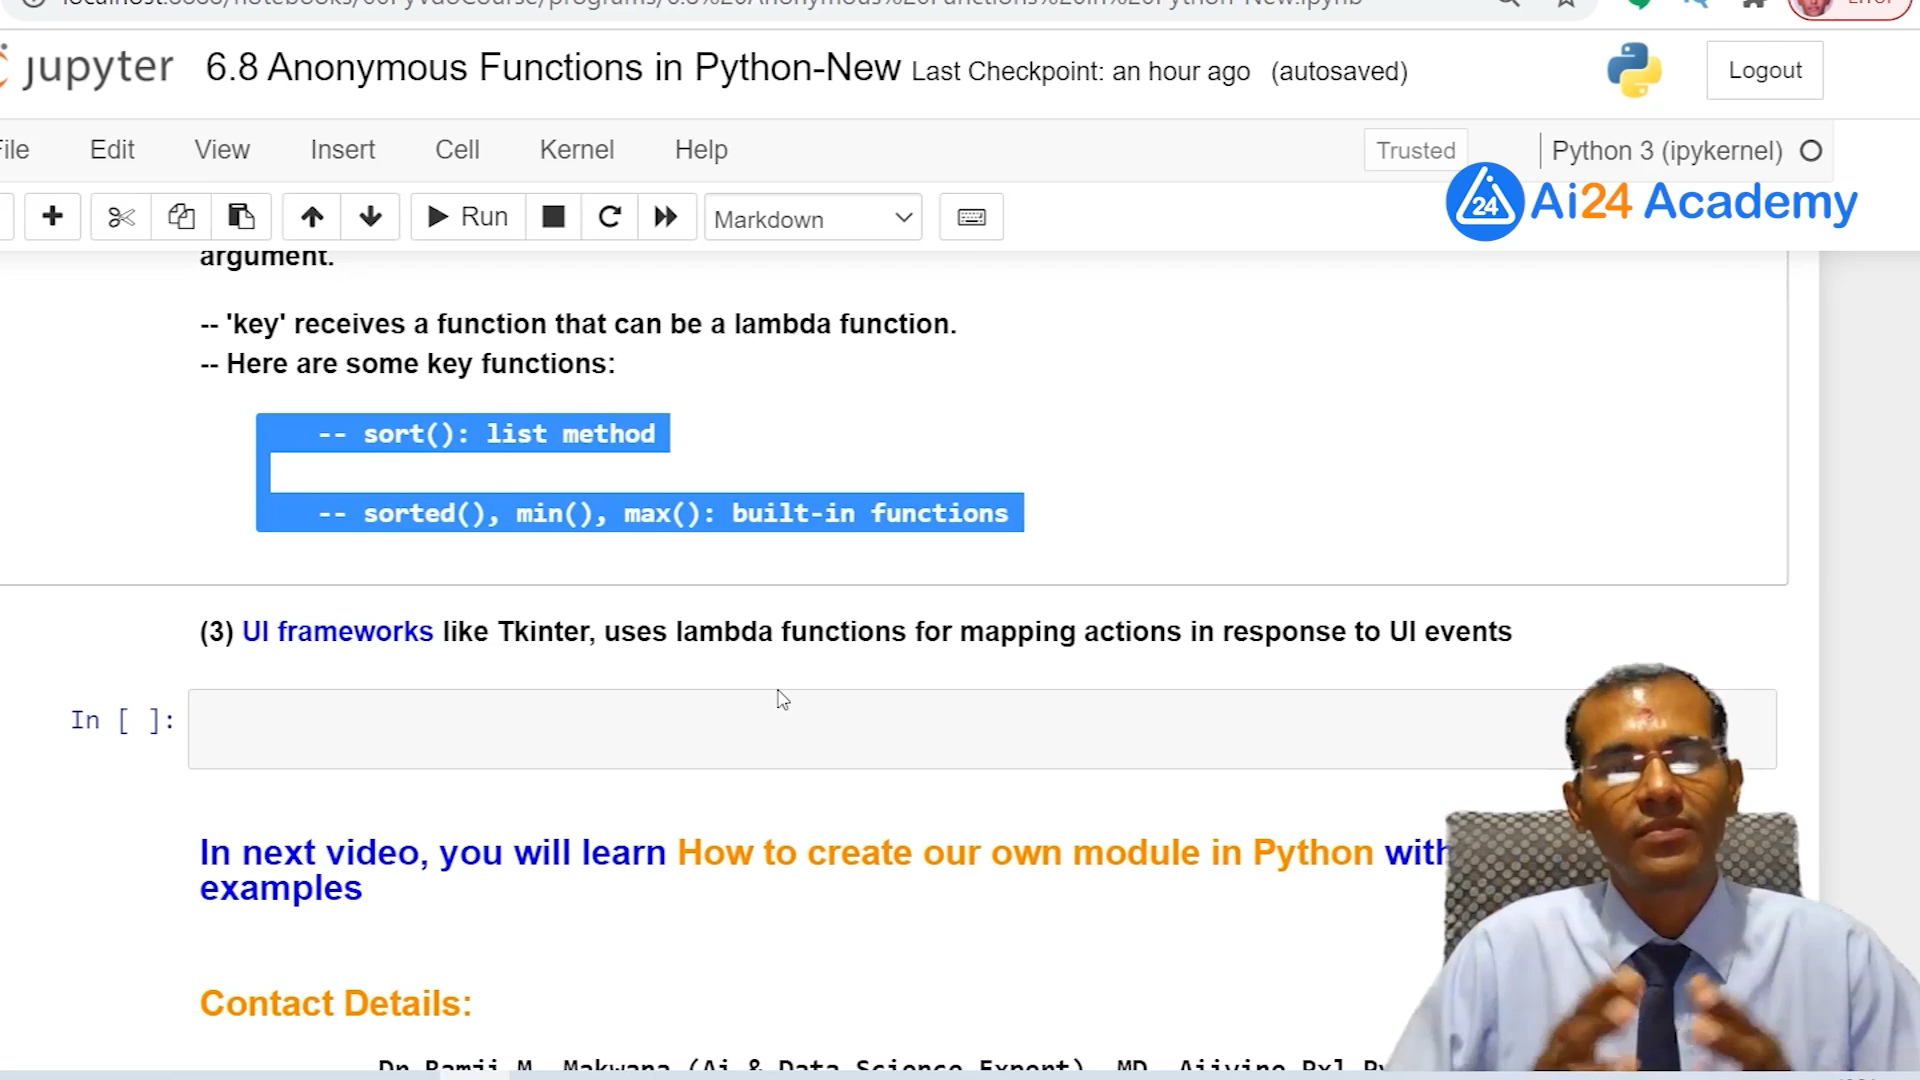 jupyter 6.8 Anonymous Functions in Python-New Last Checkpoint: an hour ago (autosaved) Logout
File Edit View Insert Cell Kernel Help Trusted Python 3 (ipykernel)
24 Ai24 Academy
Run Markdown
argument.
-- 'key' receives a function that can be a lambda function.
-- Here are some key functions:
-- sort(): list method
-- sorted(), min(), max(): built-in functions
(3) UI frameworks like Tkinter, uses lambda functions for mapping actions in response to UI events
In [ ]:
In next video, you will learn How to create our own module in Python with
examples
Contact Details: